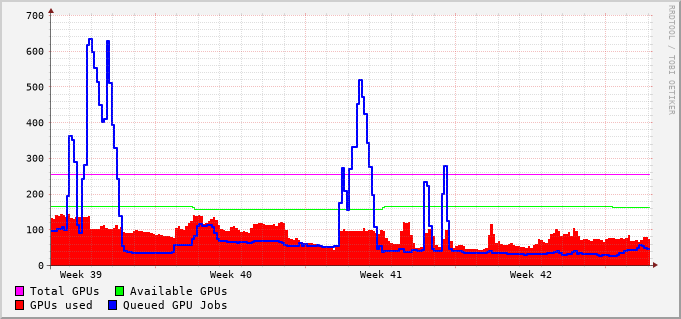 700
600
500
400
300
200
100
0
Week 39 Week 40 Week 41 Week 42
Total GPUs Available GPUs
GPUs used Queued GPU Jobs
RRDTOOL / TOBI OETIKER